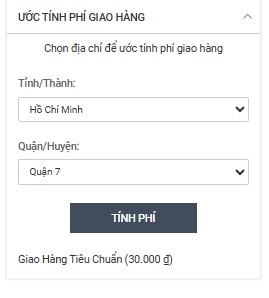 ƯỚC TÍNH PHÍ GIAO HÀNG
Chọn địa chỉ để ước tính phí giao hàng
Tỉnh/Thành:
Hồ Chí Minh
Quận/Huyện:
Quận 7
TÍNH PHÍ
Giao Hàng Tiêu Chuẩn (30.000 ₫)